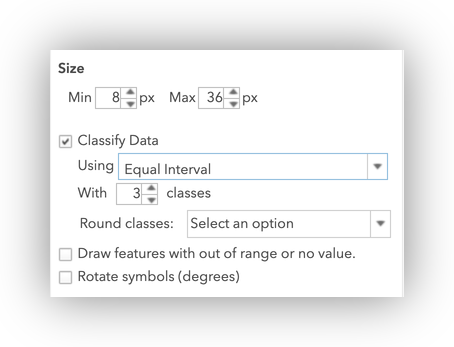 Size
Min 8 px Max 36 px
Classify Data
Using Equal Interval
With 3 classes
Round classes: Select an option
Draw features with out of range or no value.
Rotate symbols (degrees)